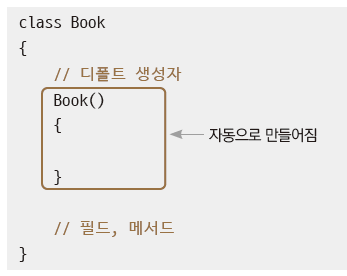 class Book
{
// 디폴트 생성자
Book()
{
자동으로 만들어짐
}
// 필드, 메서드
}